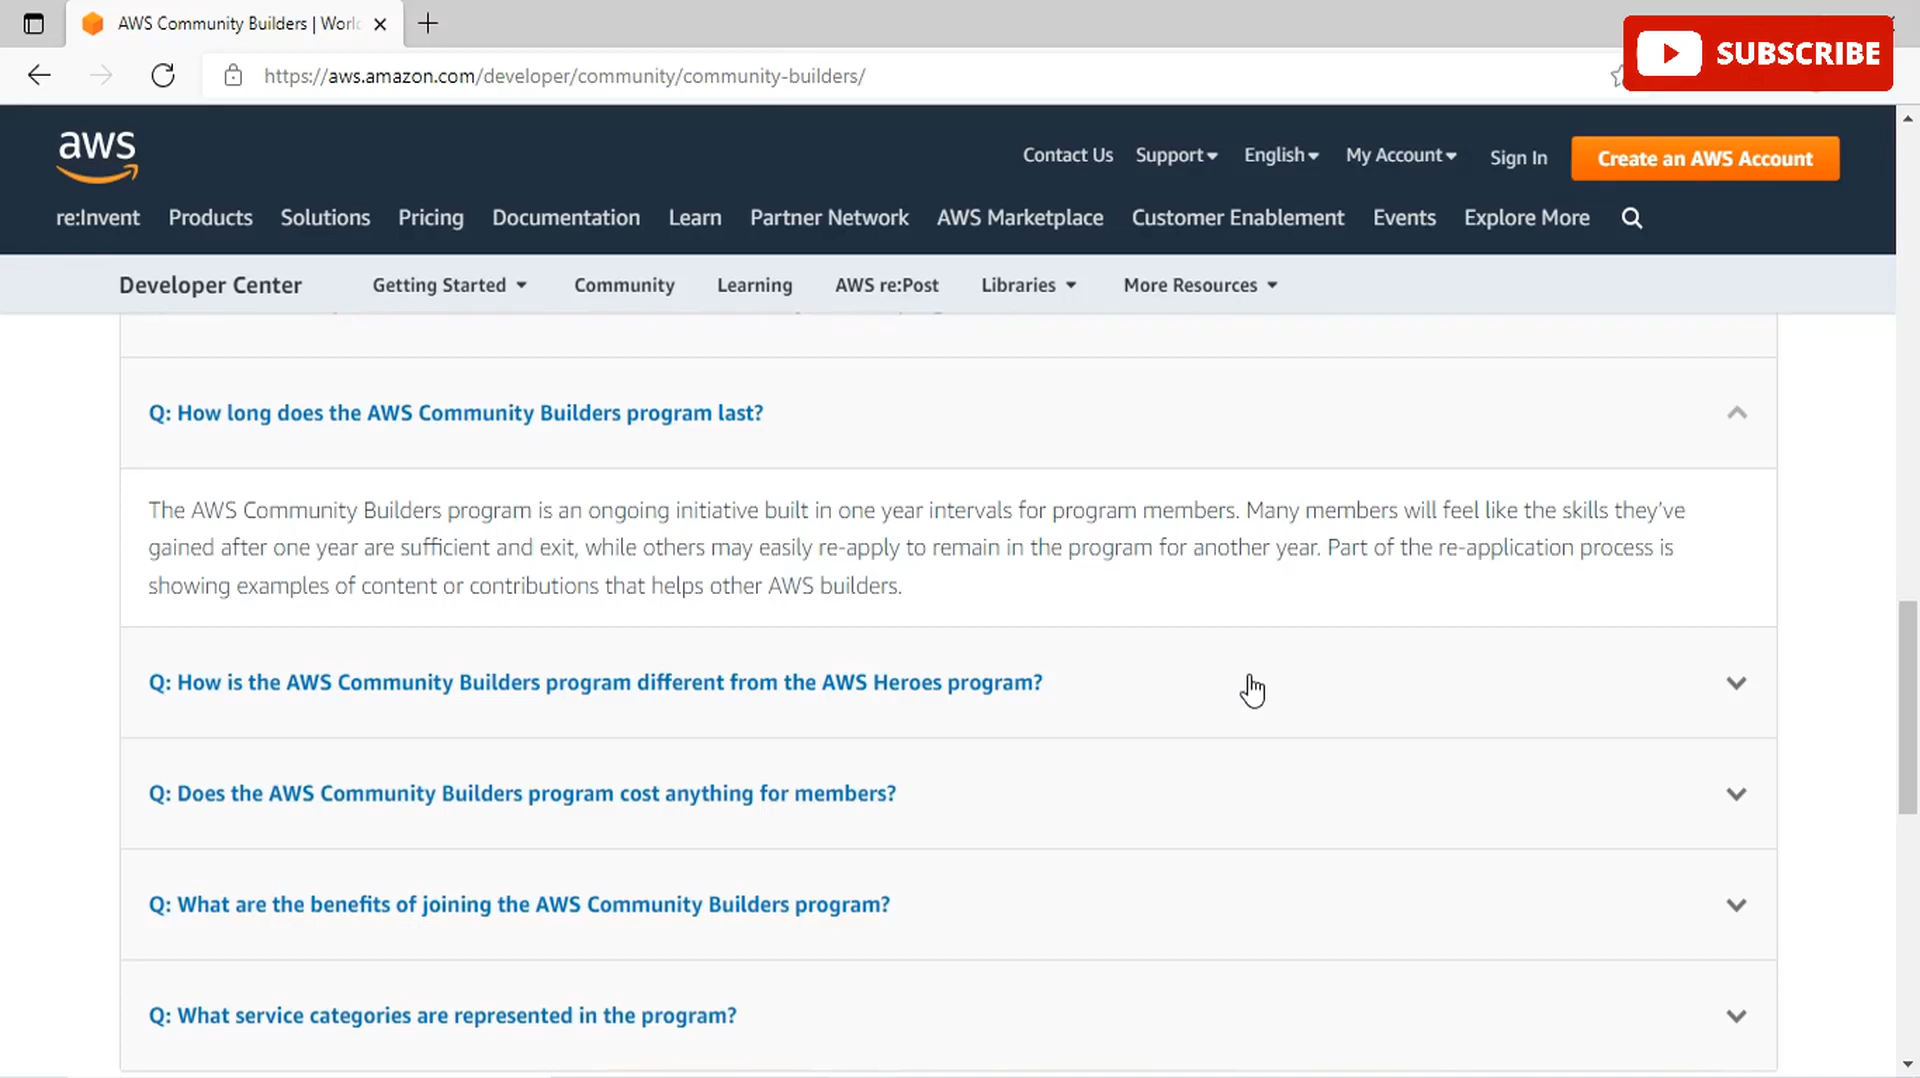 AWS Community Builders | Worl
SUBSCRIBE
https://aws.amazon.com/developer/community/community-builders/
aws
Contact Us Support English My Account Sign In Create an AWS Account
re:Invent Products Solutions Pricing Documentation Learn Partner Network AWS Marketplace Customer Enablement Events Explore More
Developer Center Getting Started Community Learning AWS re:Post Libraries More Resources
Q: How long does the AWS Community Builders program last?
The AWS Community Builders program is an ongoing initiative built in one year intervals for program members. Many members will feel like the skills they’ve
gained after one year are sufficient and exit, while others may easily re-apply to remain in the program for another year. Part of the re-application process is
showing examples of content or contributions that helps other AWS builders.
Q: How is the AWS Community Builders program different from the AWS Heroes program?
Q: Does the AWS Community Builders program cost anything for members?
Q: What are the benefits of joining the AWS Community Builders program?
Q: What service categories are represented in the program?